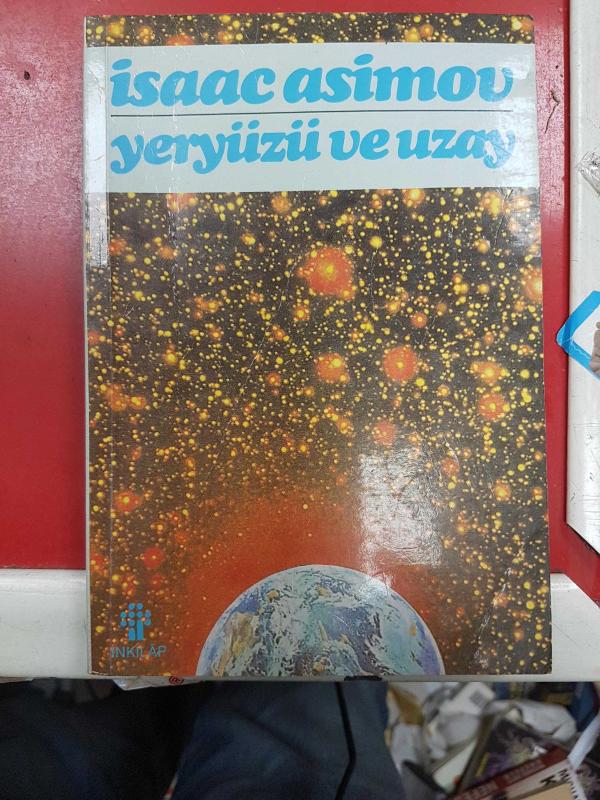 isaac asimov
yeryüzü ve uzay
İNKILÂP